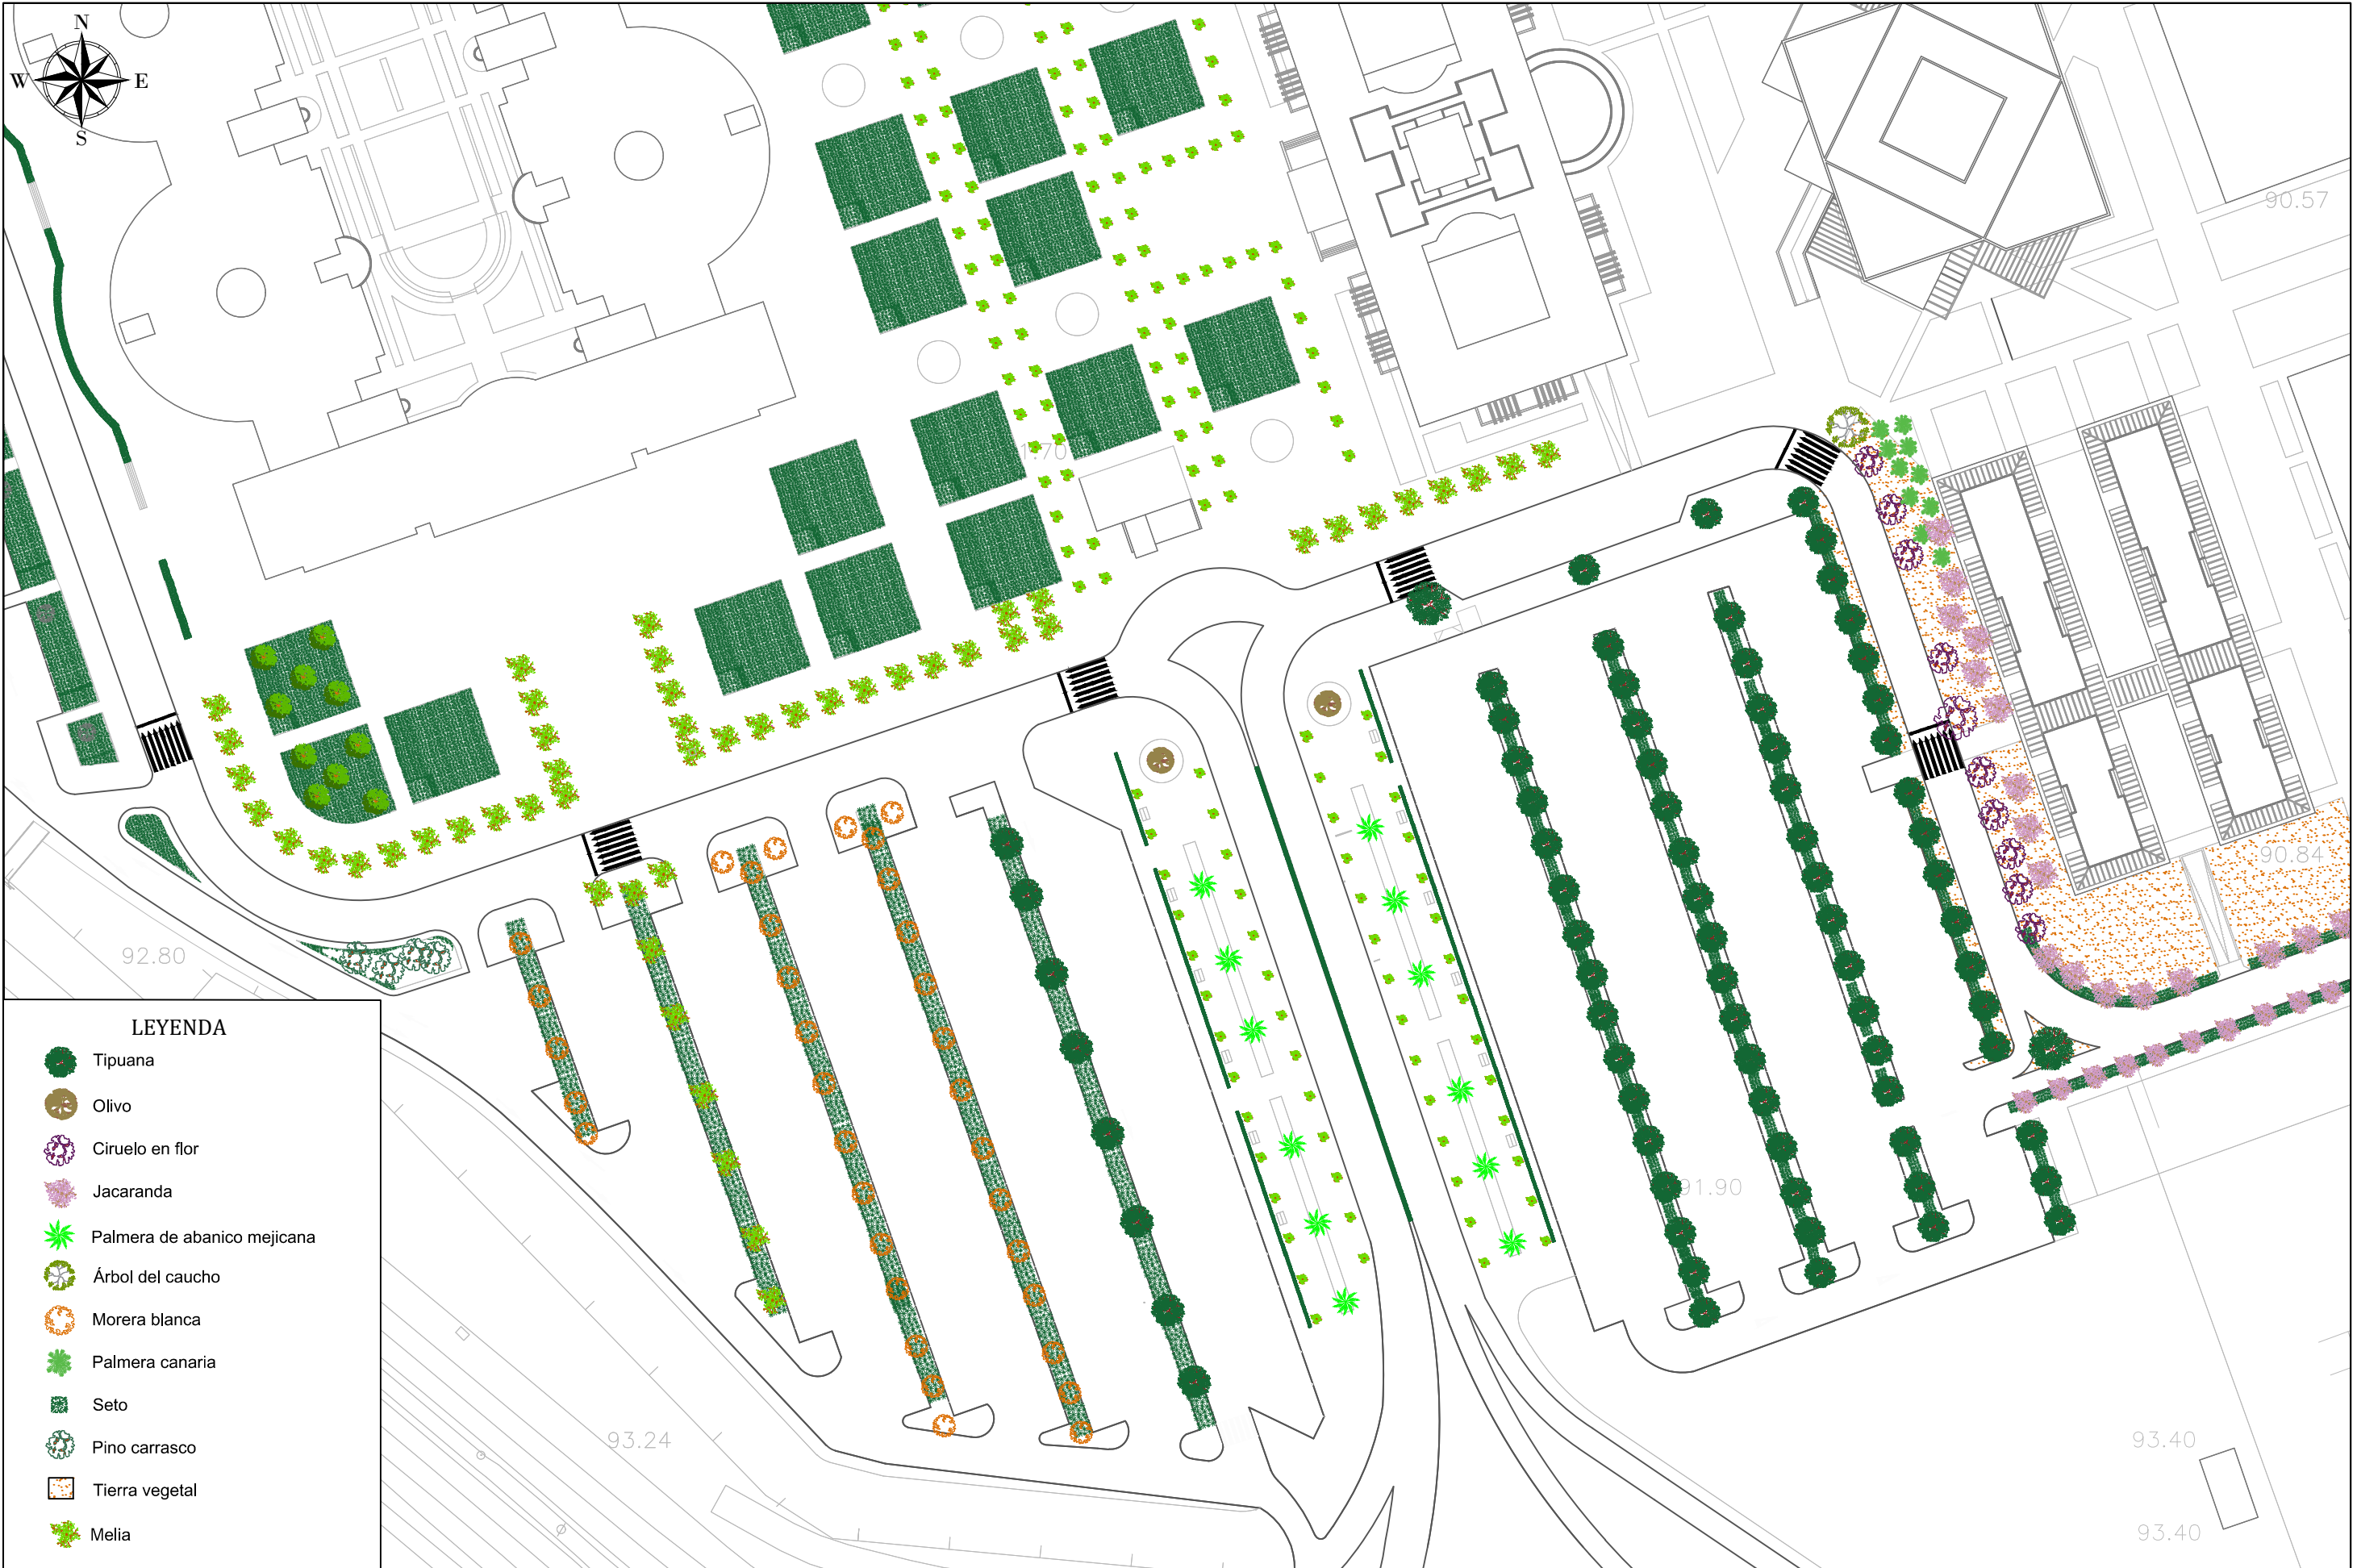 N
W E
S
90.57
1.70
90.84
92.80
91.90
93.24
93.40
93.40
LEYENDA
Tipuana
Olivo
Ciruelo en flor
Jacaranda
Palmera de abanico mejicana
Árbol del caucho
Morera blanca
Palmera canaria
Seto
Pino carrasco
Tierra vegetal
Melia